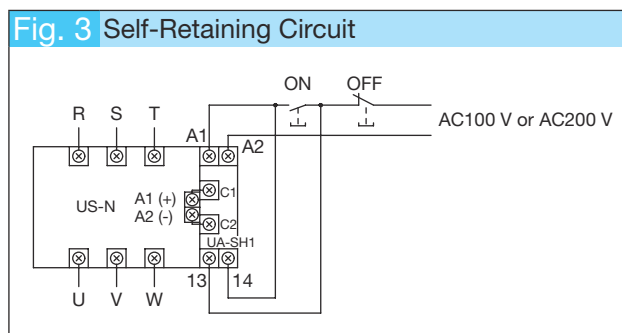 Fig. 3 Self-Retaining Circuit
ON OFF
R S T A1 A2
AC100 V or AC200 V
C1
A1 (+)
US-N
A2 (-)
C2
UA-SH1
13 14
U V W